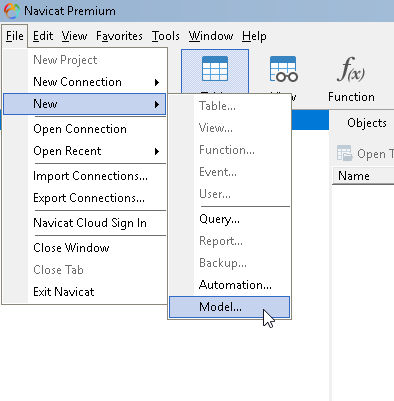 Navicat Premium
File Edit View Favorites Tools Window Help
New Project
New Connection
New
Open Connection
Open Recent
Import Connections...
Export Connections...
Navicat Cloud Sign In
Close Window
Close Tab
Exit Navicat
Table...
View...
Function...
Event...
User...
Query...
Report...
Backup...
Automation...
Model...
f(x)
Function
Objects
Open T
Name